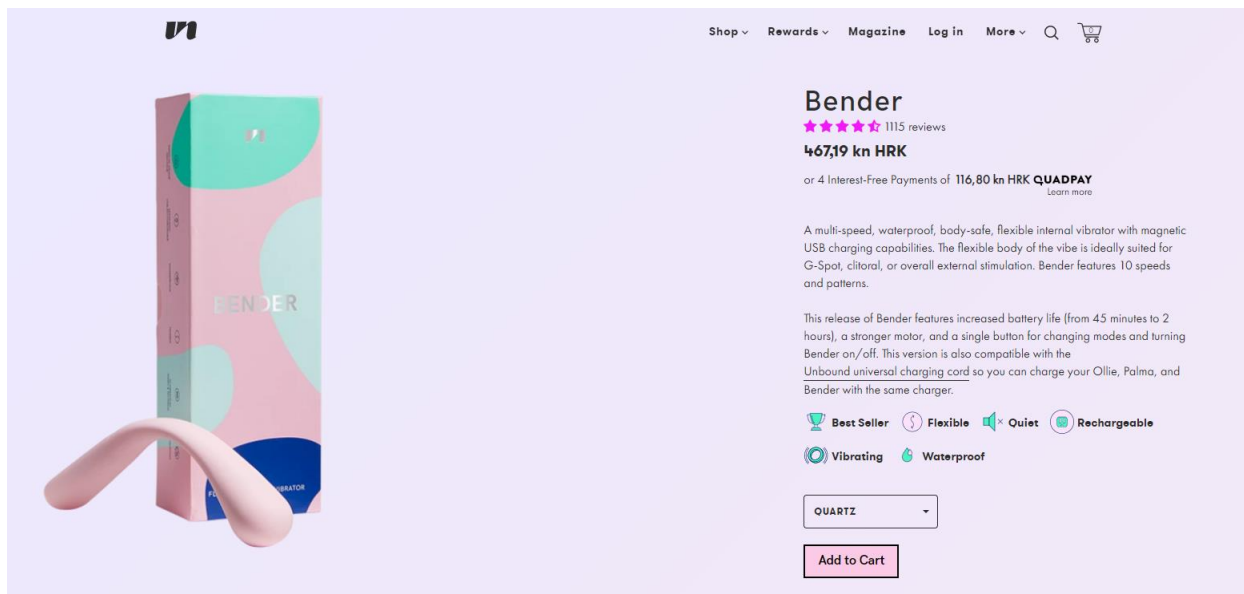 Shop
Rewards
Magazine
Log in
More
0
Bender
1115 reviews
467,19 kn HRK
or 4 Interest-Free Payments of 116,80 kn HRK QUADPAY
Learn more
A multi-speed, waterproof, body-safe, flexible internal vibrator with magnetic
USB charging capabilities. The flexible body of the vibe is ideally suited for
G-Spot, clitoral, or overall external stimulation. Bender features 10 speeds
and patterns.
This release of Bender features increased battery life (from 45 minutes to 2
hours), a stronger motor, and a single button for changing modes and turning
Bender on/off. This version is also compatible with the
Unbound universal charging cord so you can charge your Ollie, Palma, and
Bender with the same charger.
Best Seller Flexible Quiet Rechargeable
Vibrating Waterproof
QUARTZ
Add to Cart
BENDER